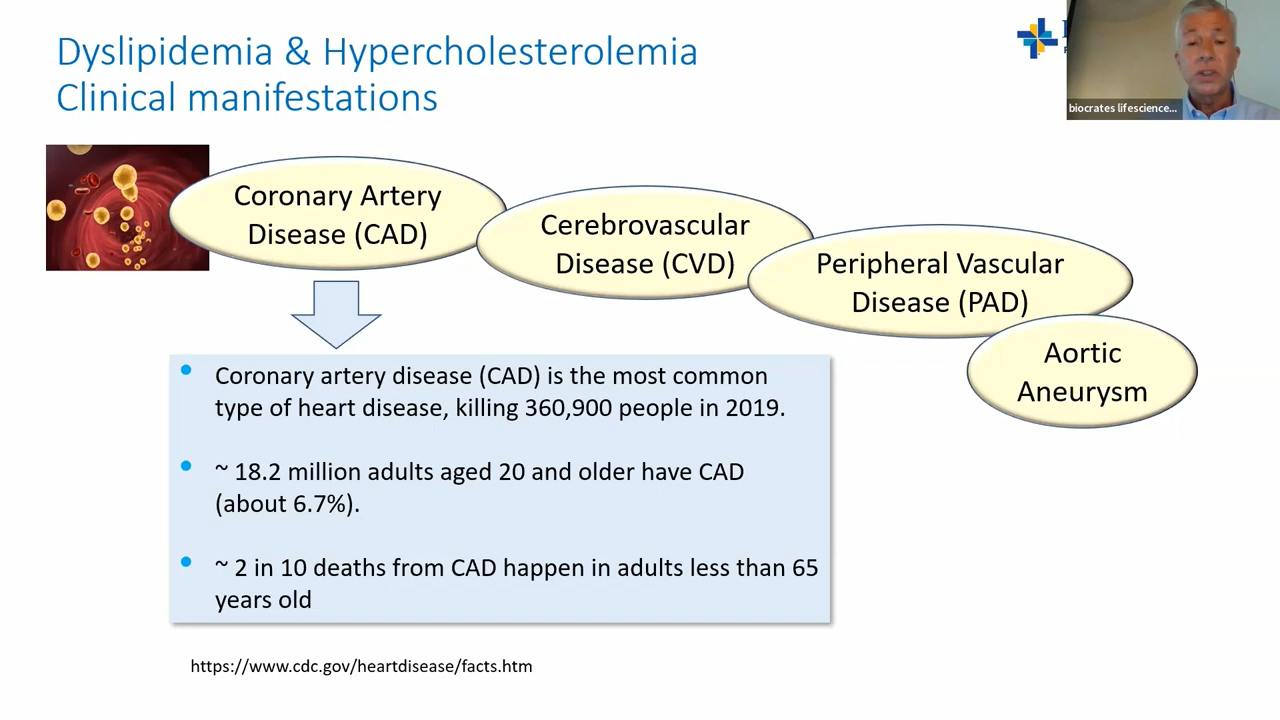 Dyslipidemia & Hypercholesterolemia
Clinical manifestations
biocrates lifescience...
Coronary Artery
Disease (CAD)
Cerebrovascular
Disease (CVD)
Peripheral Vascular
Disease (PAD)
Aortic
Aneurysm
• Coronary artery disease (CAD) is the most common
type of heart disease, killing 360,900 people in 2019.
• ~ 18.2 million adults aged 20 and older have CAD
(about 6.7%).
• ~ 2 in 10 deaths from CAD happen in adults less than 65
years old
https://www.cdc.gov/heartdisease/facts.htm